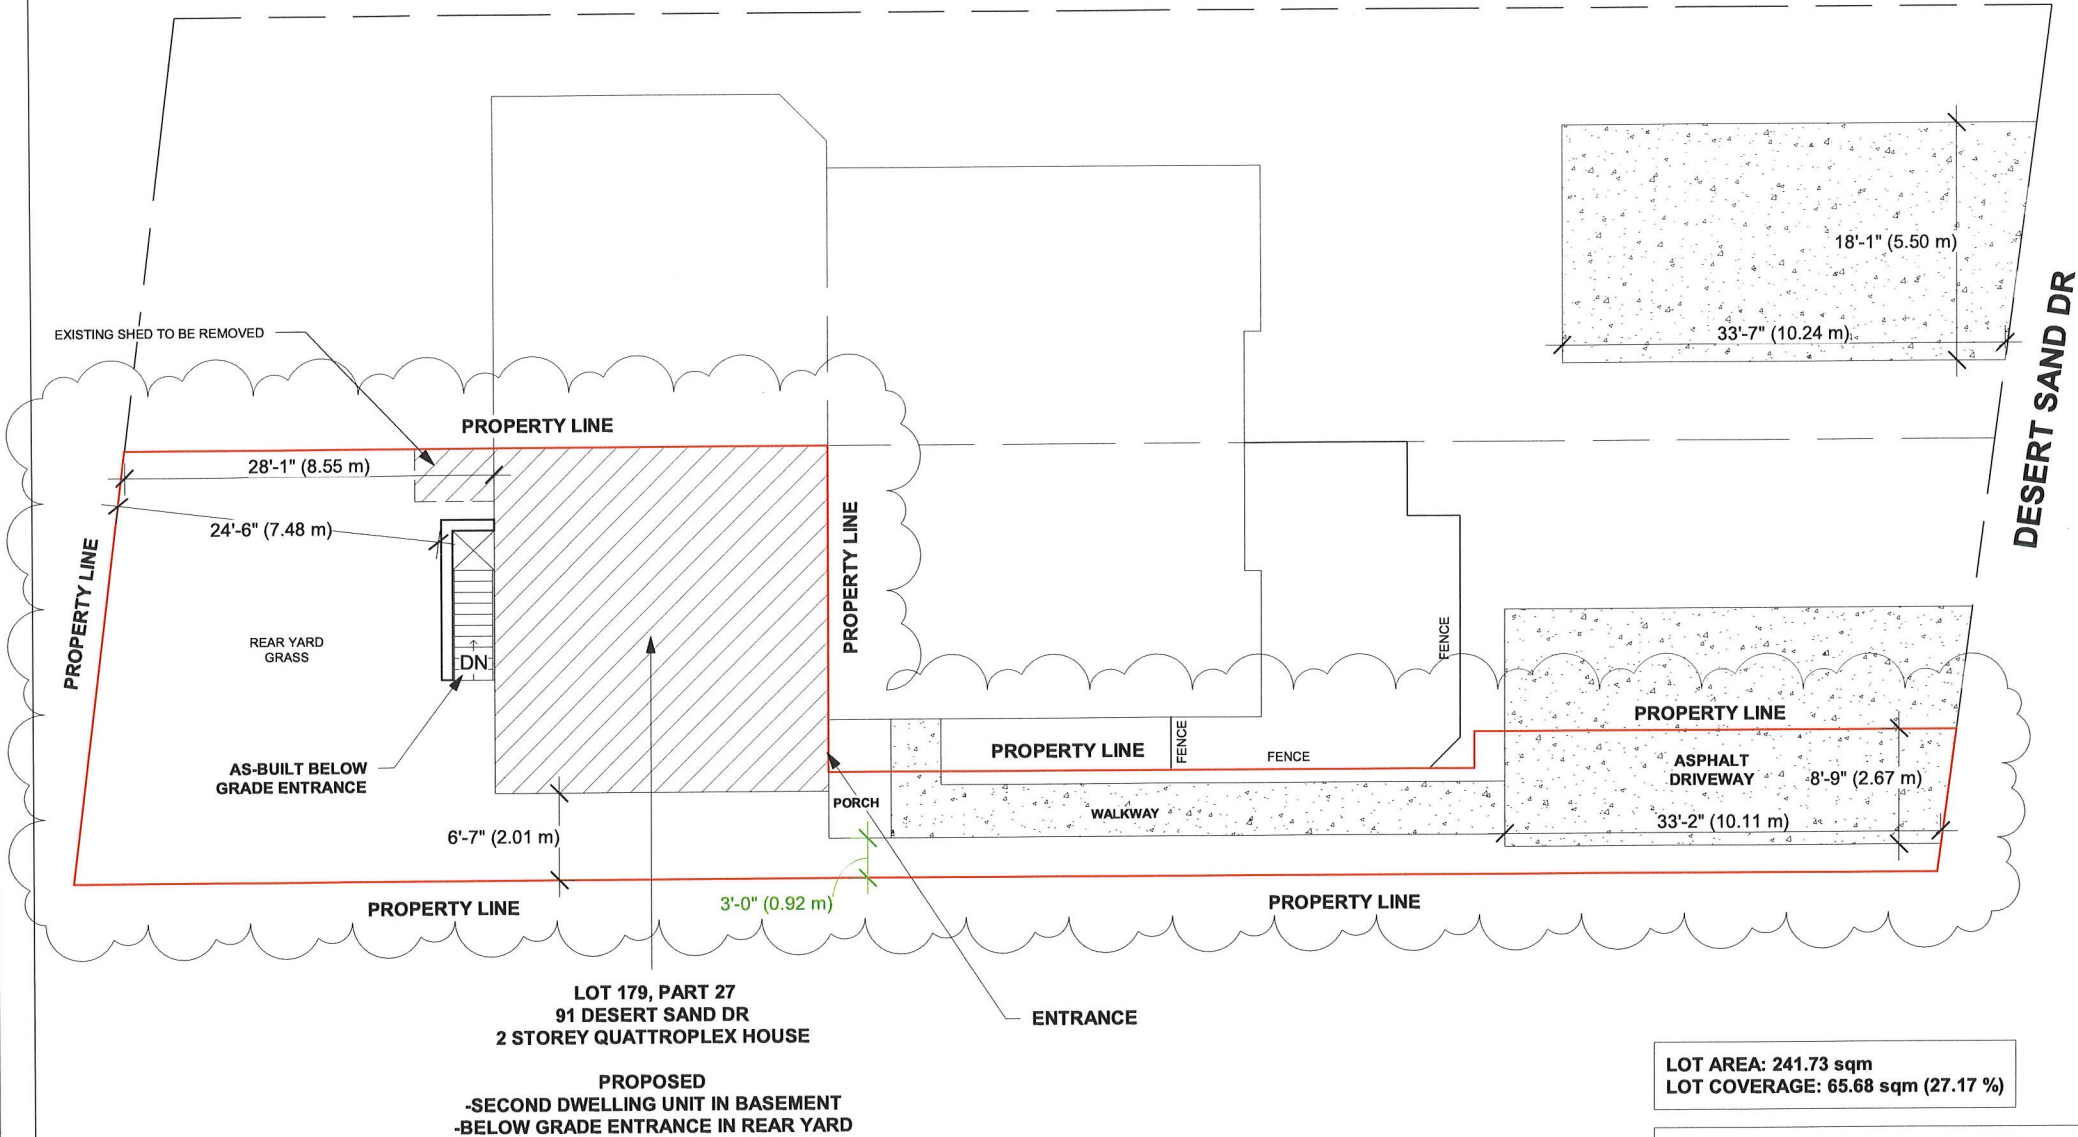 18'-1" (5.50 m)
33'-7" (10.24 m)
DESERT SAND DR
EXISTING SHED TO BE REMOVED
PROPERTY LINE
28'-1" (8.55 m)
24'-6" (7.48 m)
PROPERTY LINE
PROPERTY LINE
REAR YARD
GRASS
DN
FENCE
AS-BUILT BELOW
GRADE ENTRANCE
PROPERTY LINE
PROPERTY LINE
FENCE
FENCE
ASPHALT
DRIVEWAY
8'-9" (2.67 m)
PORCH
WALKWAY
33'-2" (10.11 m)
6'-7" (2.01 m)
3'-0" (0.92 m)
PROPERTY LINE
PROPERTY LINE
LOT 179, PART 27
91 DESERT SAND DR
2 STOREY QUATTROPLEX HOUSE
ENTRANCE
PROPOSED
-SECOND DWELLING UNIT IN BASEMENT
-BELOW GRADE ENTRANCE IN REAR YARD
LOT AREA: 241.73 sqm
LOT COVERAGE: 65.68 sqm (27.17 %)